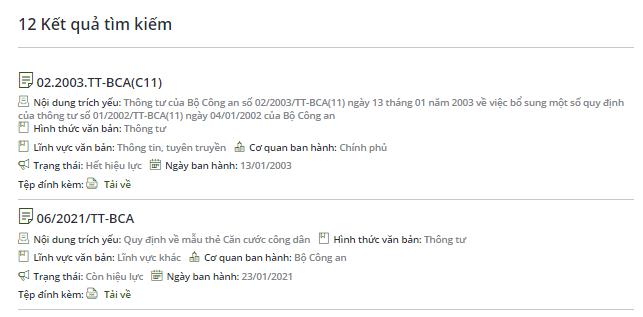 12 Kết quả tìm kiếm
02.2003.TT-BCA(C11)
Nội dung trích yếu: Thông tư của Bộ Công an số 02/2003/TT-BCA(11) ngày 13 tháng 01 năm 2003 về việc bổ sung một số quy định
của thông tư số 01/2002/TT-BCA(11) ngày 04/01/2002 của Bộ Công an
Hình thức văn bản: Thông tư
Lĩnh vực văn bản: Thông tin, tuyên truyền Cơ quan ban hành: Chính phủ
Trạng thái: Hết hiệu lực Ngày ban hành: 13/01/2003
Tệp đính kèm: Tải về
06/2021/TT-BCA
Nội dung trích yếu: Quy định về mẫu thẻ Căn cước công dân Hình thức văn bản: Thông tư
Lĩnh vực văn bản: Lĩnh vực khác Cơ quan ban hành: Bộ Công an
Trạng thái: Còn hiệu lực Ngày ban hành: 23/01/2021
Tệp đính kèm: Tải về